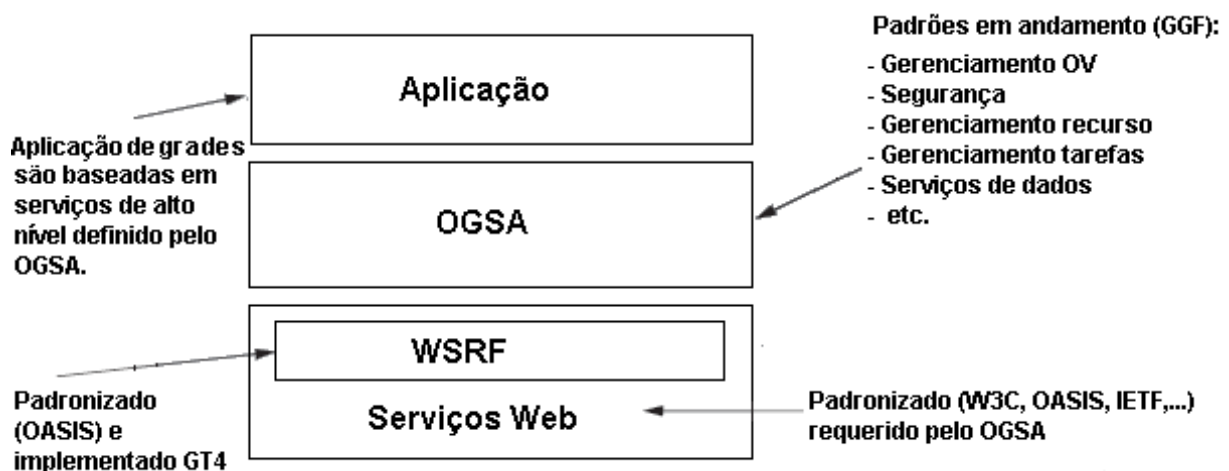 Padrões em andamento (GGF):
- Gerenciamento OV
- Segurança
- Gerenciamento recurso
- Gerenciamento tarefas
- Serviços de dados
- etc.
Aplicação
Aplicação de grades
são baseadas em
serviços de alto
nível definido pelo
OGSA.
OGSA
WSRF
Serviços Web
Padronizado
(OASIS) e
implementado GT4
Padronizado (W3C, OASIS, IETF,...)
requerido pelo OGSA